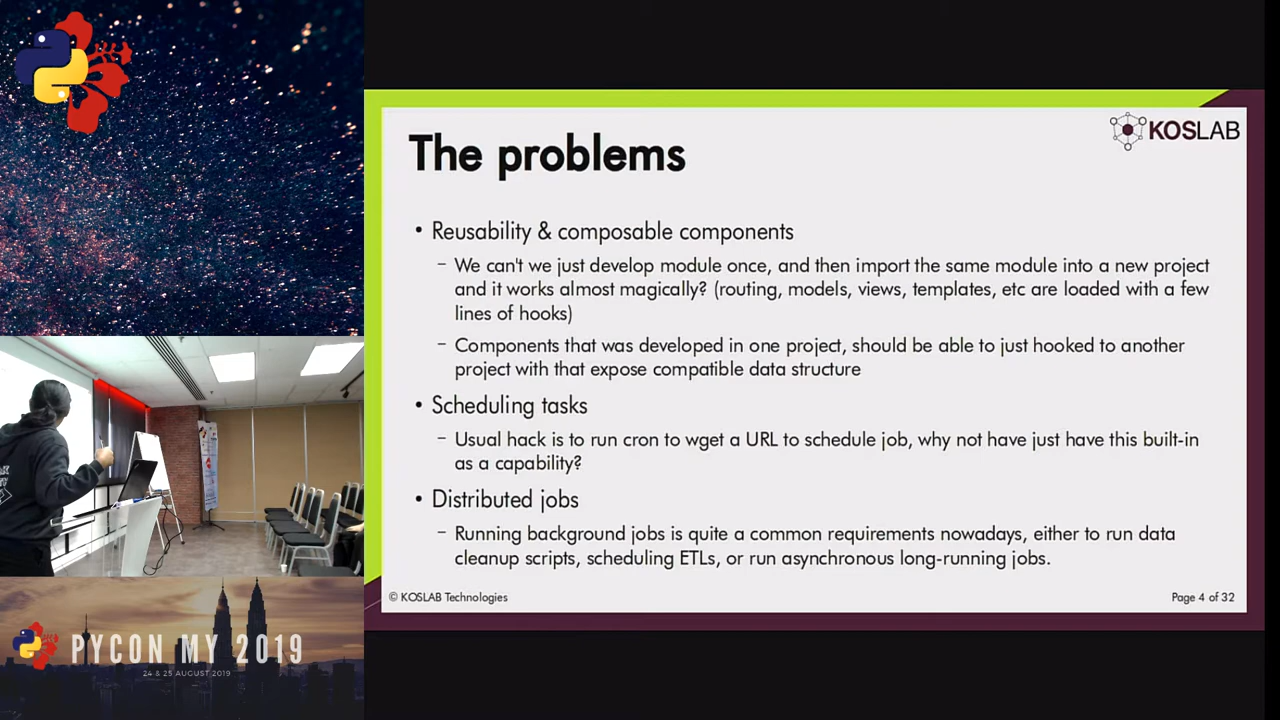 KOSLAB
The problems
• Reusability & composable components
– We can't we just develop module once, and then import the same module into a new project
and it works almost magically? (routing, models, views, templates, etc are loaded with a few
lines of hooks)
– Components that was developed in one project, should be able to just hooked to another
project with that expose compatible data structure
• Scheduling tasks
– Usual hack is to run cron to wget a URL to schedule job, why not have just have this built-in
as a capability?
• Distributed jobs
– Running background jobs is quite a common requirements nowadays, either to run data
cleanup scripts, scheduling ETLs, or run asynchronous long-running jobs.
© KOSLAB Technologies
Page 4 of 32
PYCON MY 2019
24 & 25 AUGUST 2019